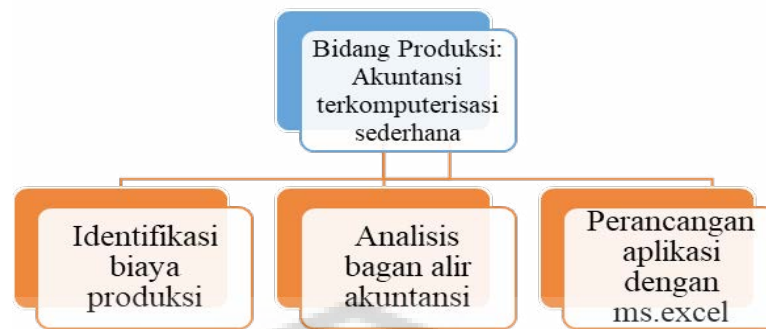 Bidang Produksi:
Akuntansi
terkomputerisasi
sederhana
Identifikasi
biaya
produksi
Analisis
bagan alir
akuntansi
Perancangan
aplikasi
dengan
ms.excel